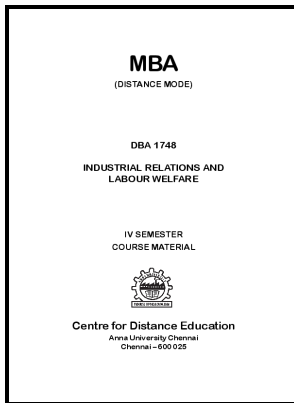 MBA
(DISTANCE MODE)
DBA 1748
INDUSTRIAL RELATIONS AND
LABOUR WELFARE
IV SEMESTER
COURSE MATERIAL
Centre for Distance Education
Anna University Chennai
Chennai – 600 025